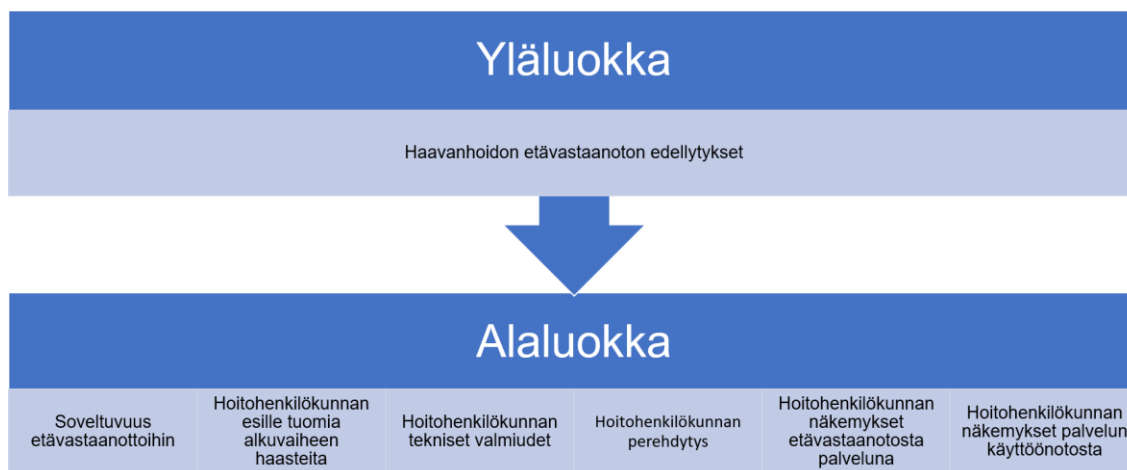 Yläluokka
Haavanhoidon etävastaanoton edellytykset
Alaluokka
Soveltuvuus
etävastaanottoihin
Hoitohenkilökunnan
esille tuomia
alkuvaiheen
haasteita
Hoitohenkilökunnan
tekniset valmiudet
Hoitohenkilökunnan
perehdytys
Hoitohenkilökunnan
näkemykset
etävastaanotosta
palveluna
Hoitohenkilökunnan
näkemykset palvelun
käyttöönotosta